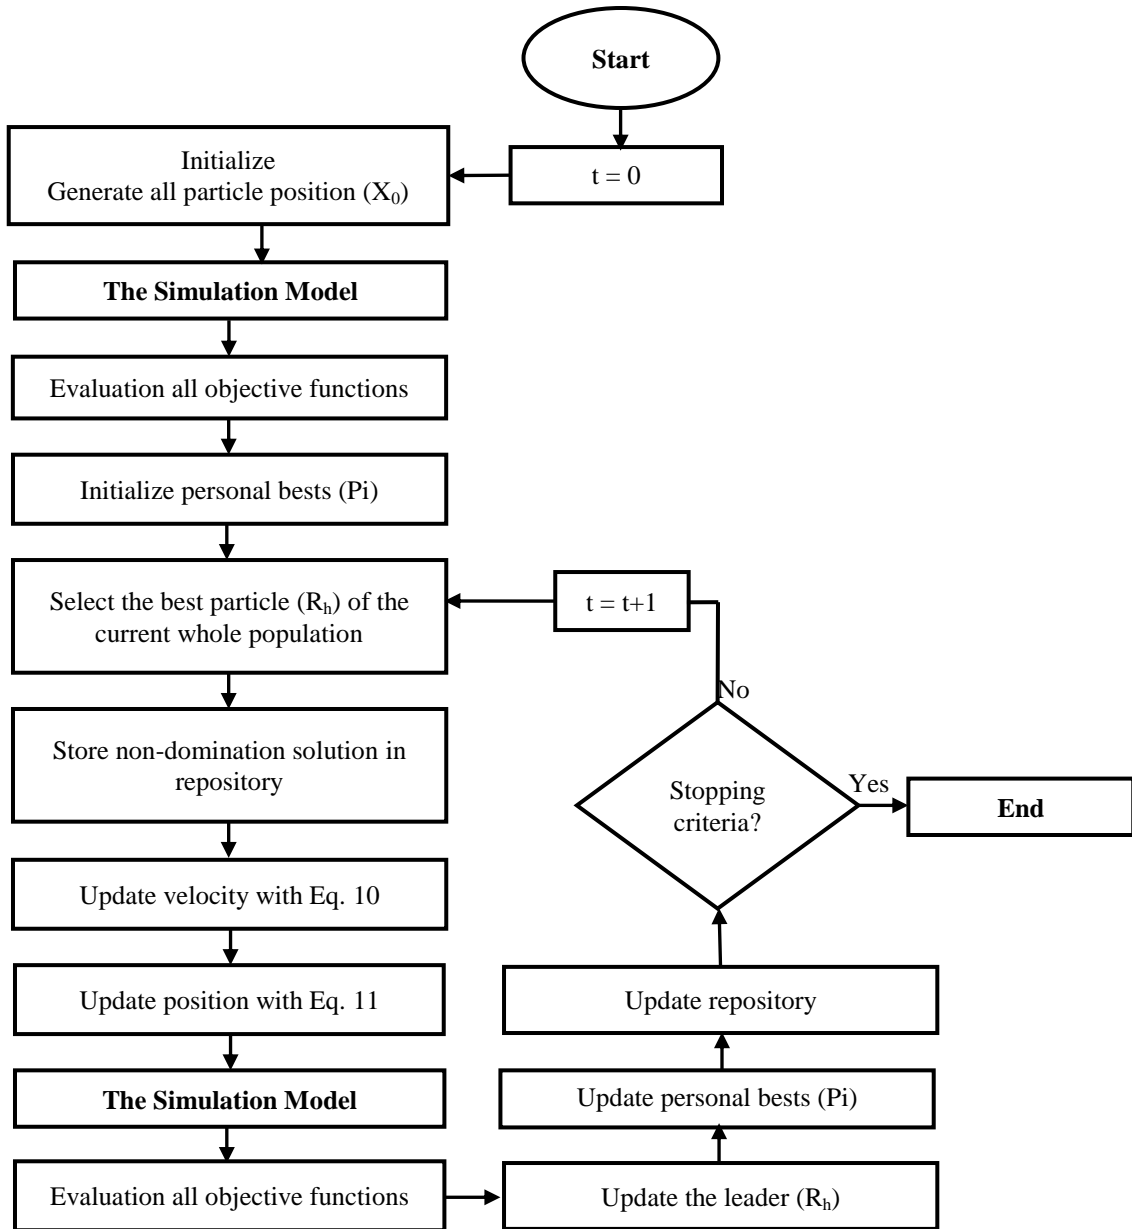 Start
t = 0
Initialize
Generate all particle position (X₀)
The Simulation Model
Evaluation all objective functions
Initialize personal bests (Pi)
Select the best particle (Rₕ) of the
current whole population
t = t+1
Store non-domination solution in
repository
Update velocity with Eq. 10
Update position with Eq. 11
The Simulation Model
Evaluation all objective functions
Update the leader (Rₕ)
Update personal bests (Pi)
Update repository
Stopping
criteria?
No
Yes
End